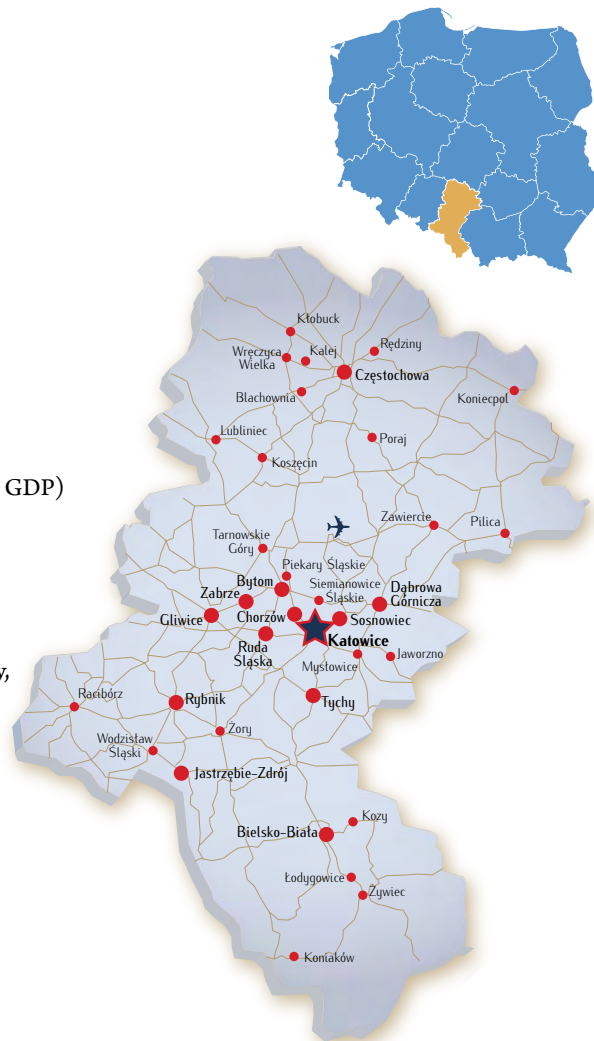 Kłobuck
Rędziny
Wręczyca
Wielka
Kalej
Częstochowa
Blachownia
Koniecpol
Lubliniec
Poraj
Koszęcin
GDP)
Zawiercie
Pilica
Tarnowskie
Góry
Piekary Śląskie
Bytom
Siemianowice
Śląskie
Dąbrowa
Górnicza
Zabrze
Chorzów
Gliwice
Sosnowiec
Katowice
Ruda
Śląska
Mysłowice
Jaworzno
Racibórz
Rybnik
Tychy
Żory
Wodzisław
Śląski
Jastrzębie-Zdrój
Kozy
Bielsko-Biała
Łodygowice
Żywiec
Koniaków